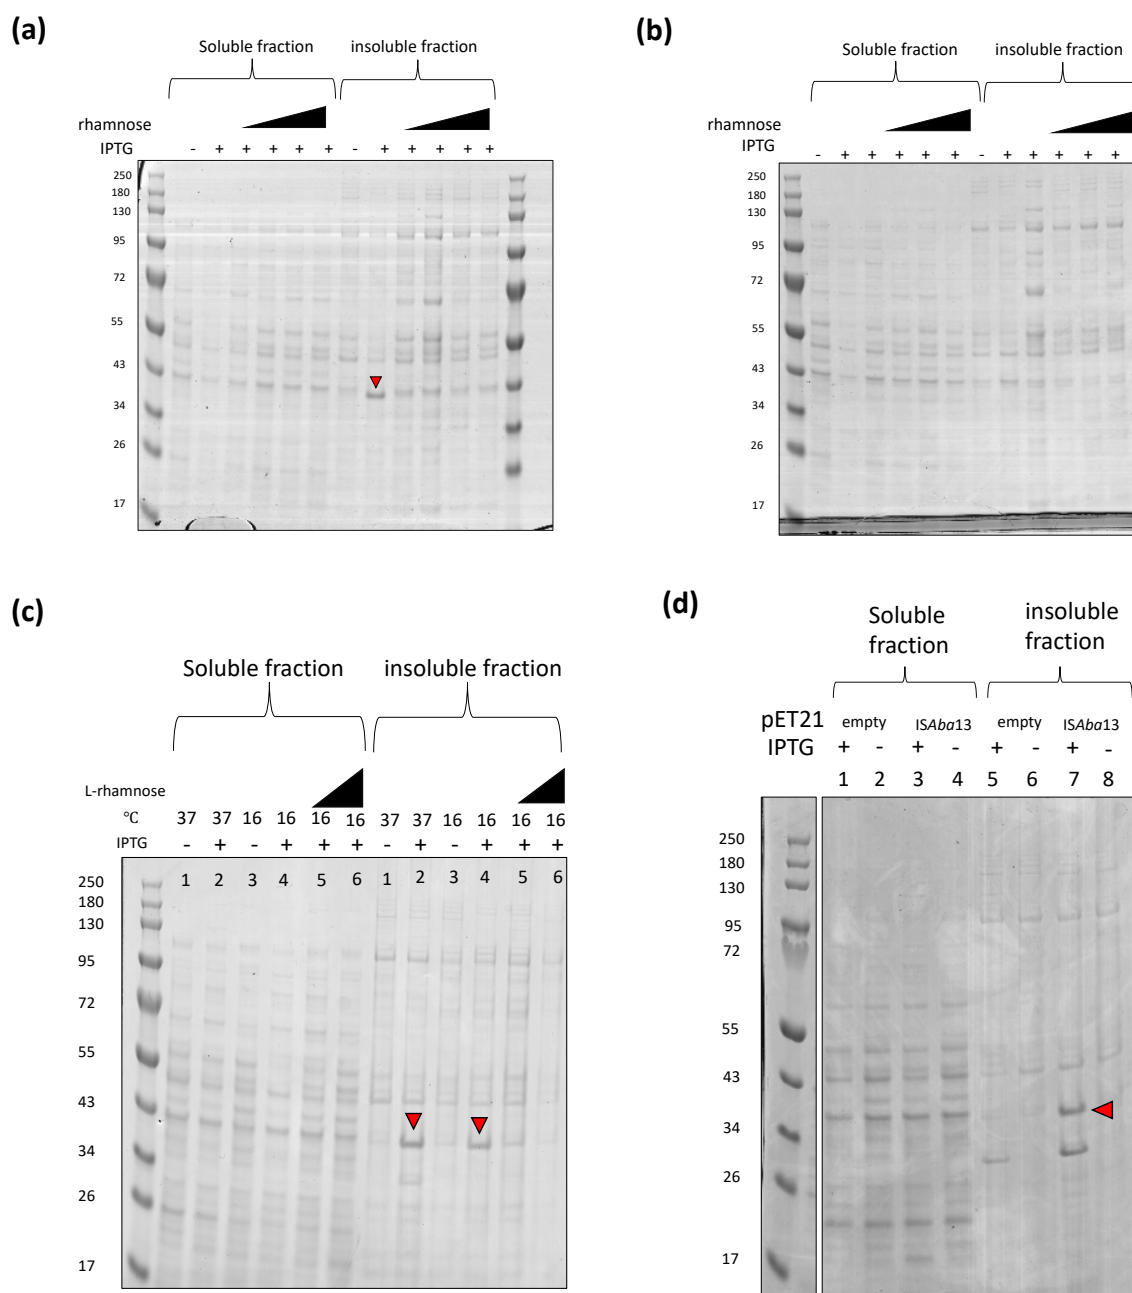 (a)
Soluble fraction insoluble fraction
rhamnose
IPTG - + + + + + - + + + + +
250
180
130
95
72
55
43
34
26
17
(b)
Soluble fraction insoluble fraction
rhamnose
IPTG
- + + + + + - + + + + +
250
180
130
95
72
55
43
34
26
17
(c)
Soluble fraction insoluble fraction
L-rhamnose
°C 37 37 16 16 16 16 37 37 16 16 16 16
IPTG - + - + + + - + - + + +
1 2 3 4 5 6 1 2 3 4 5 6
250
180
130
95
72
55
43
34
26
17
(d)
Soluble fraction insoluble fraction
pET21 empty ISAba13 empty ISAba13
IPTG + - + - + - + -
1 2 3 4 5 6 7 8
250
180
130
95
72
55
43
34
26
17